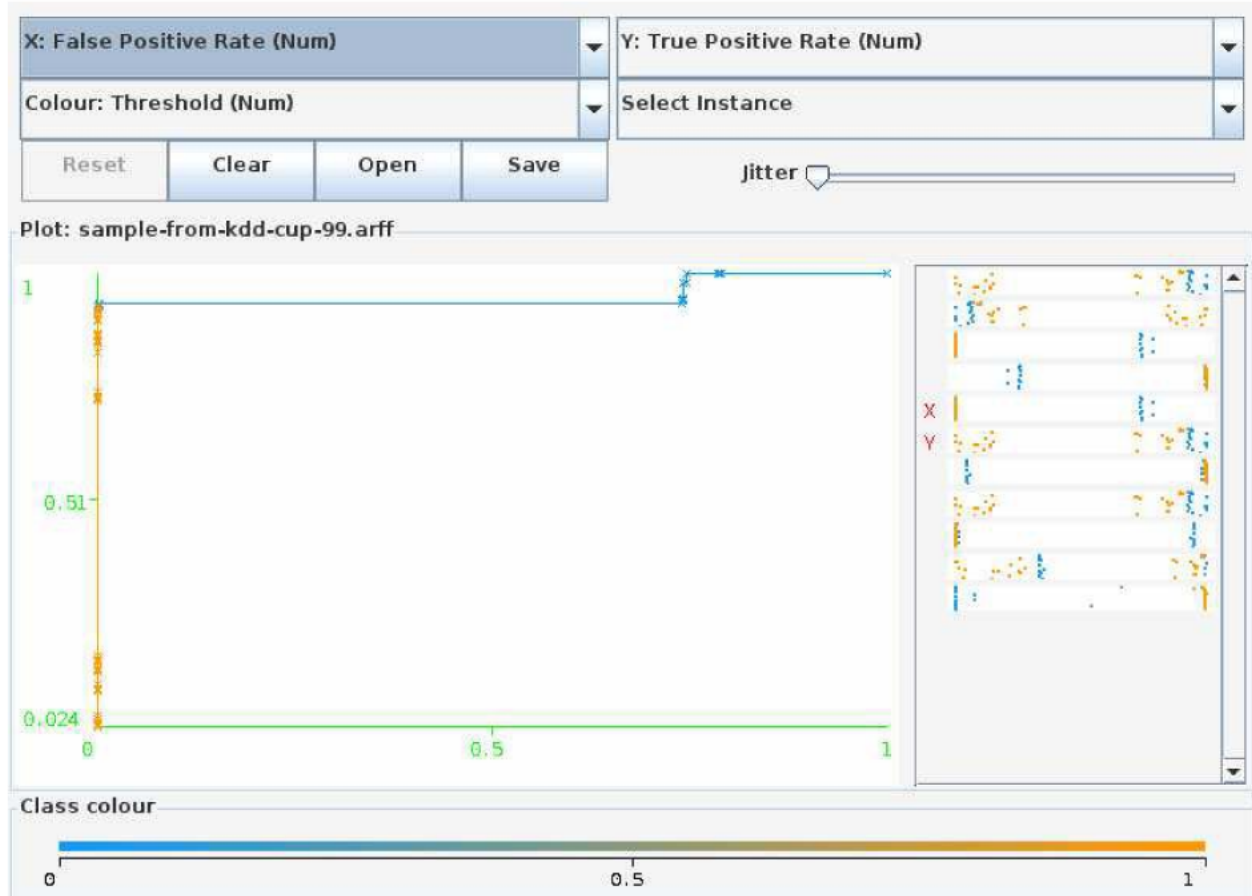 X: False Positive Rate (Num)
Y: True Positive Rate (Num)
Colour: Threshold (Num)
Select Instance
Reset
Clear
Open
Save
Jitter
Plot: sample-from-kdd-cup-99.arff
1
0.51
0.024
0
0.5
1
X
Y
Class colour
0
0.5
1